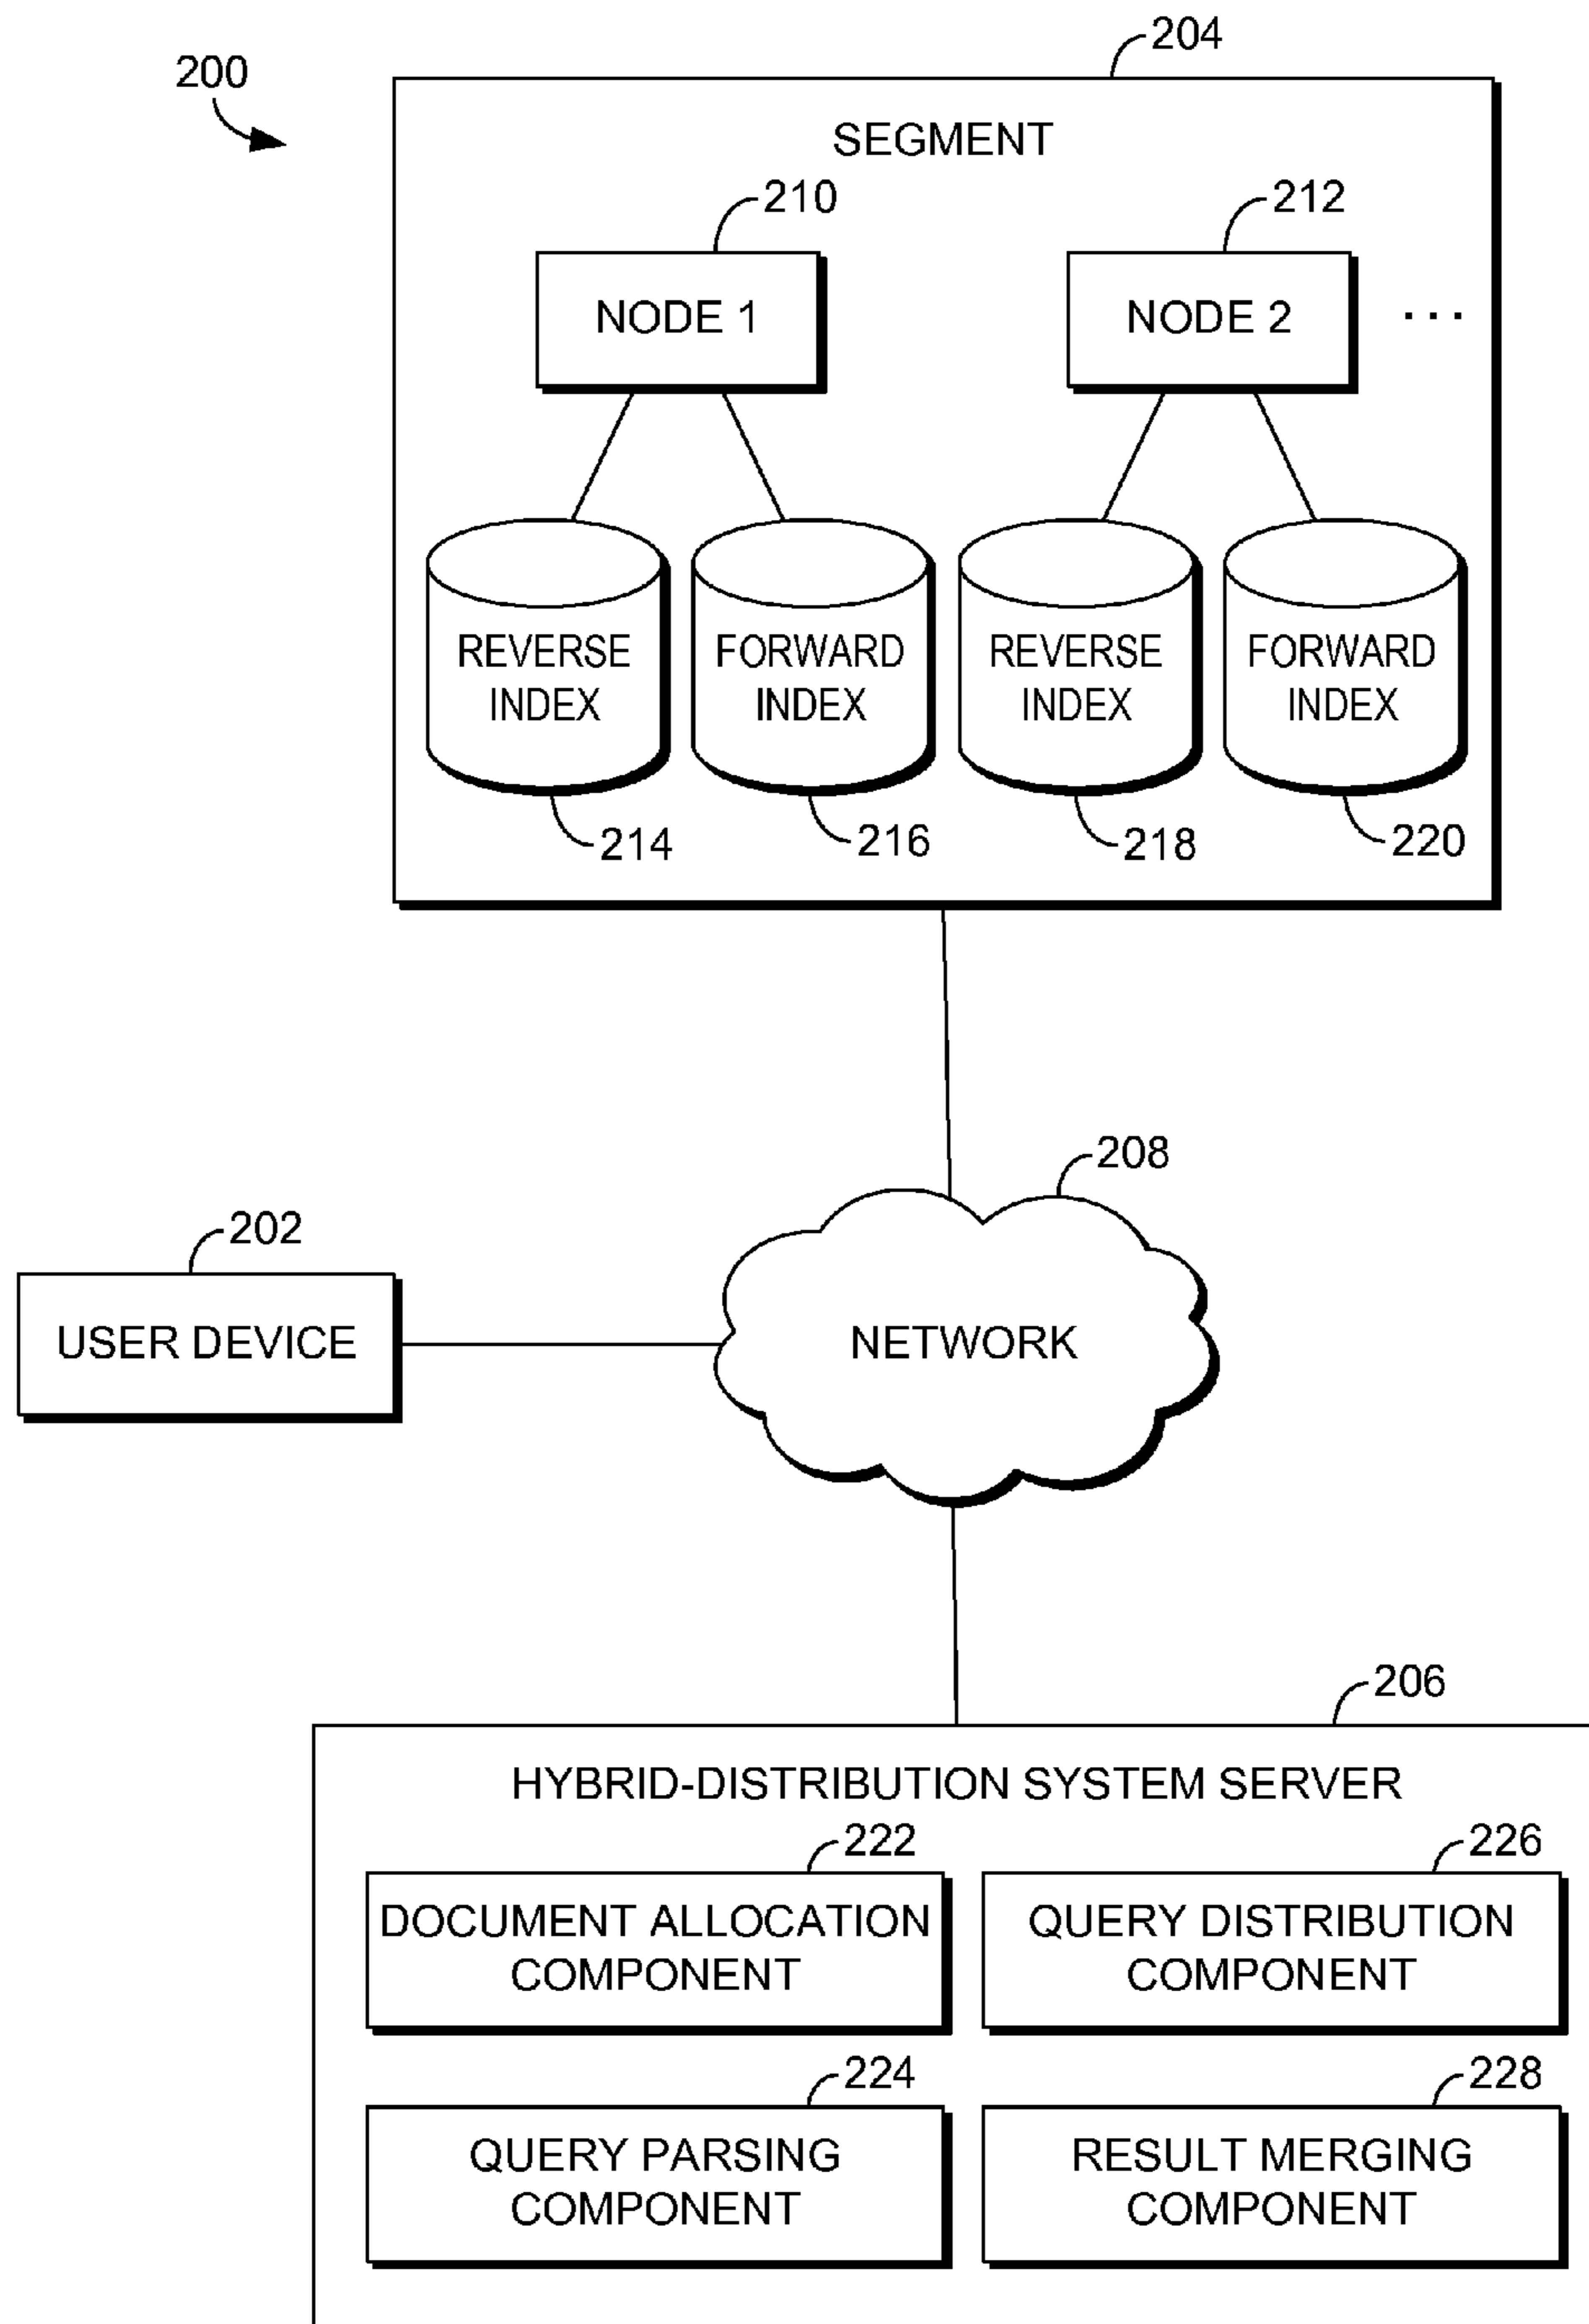 204
200
SEGMENT
210
212
NODE 1
NODE 2
...
REVERSE
INDEX
FORWARD
INDEX
REVERSE
INDEX
FORWARD
INDEX
214
216
218
220
208
202
USER DEVICE
NETWORK
206
HYBRID-DISTRIBUTION SYSTEM SERVER
222
226
DOCUMENT ALLOCATION
COMPONENT
QUERY DISTRIBUTION
COMPONENT
224
228
QUERY PARSING
COMPONENT
RESULT MERGING
COMPONENT